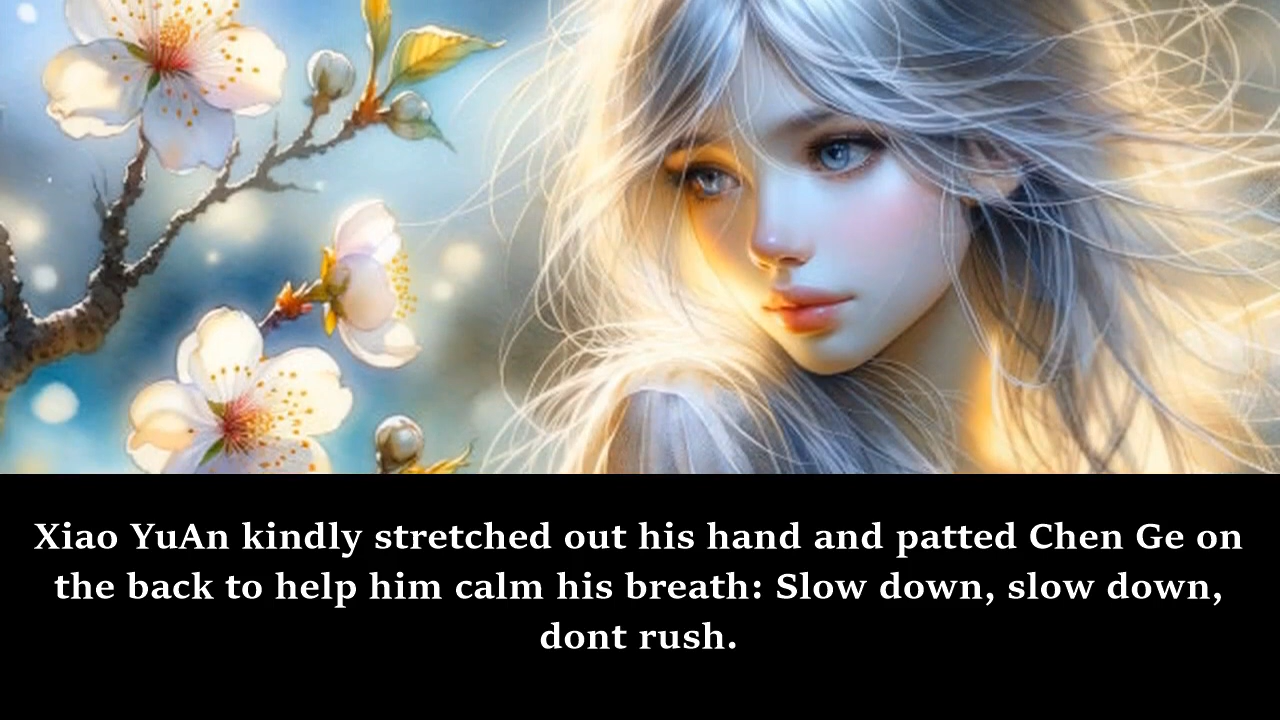 Xiao YuAn kindly stretched out his hand and patted Chen Ge on
the back to help him calm his breath: Slow down, slow down,
dont rush.